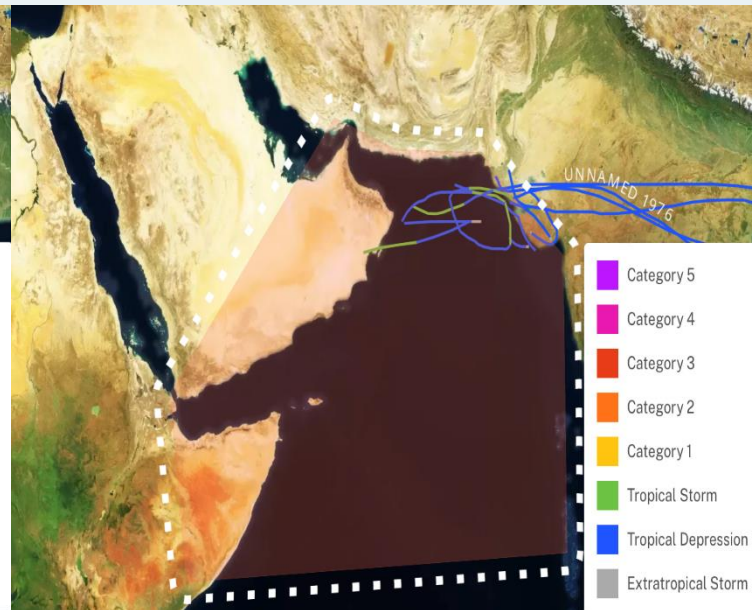 UNNAMED 1976
Category 5
Category 4
Category 3
Category 2
Category 1
Tropical Storm
Tropical Depression
Extratropical Storm